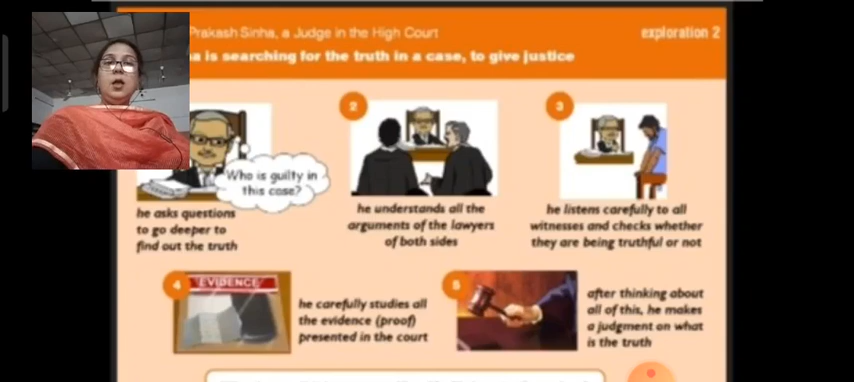 Prakash Sinha, a Judge in the High Court
exploration 2
is searching for the truth in a case, to give justice
2
3
Who is guilty in
this case?
he asks questions
to go deeper to
find out the truth
he understands all the
arguments of the lawyers
of both sides
he listens carefully to all
witnesses and checks whether
they are being truthful or not
4
EVIDENCE
he carefully studies all
the evidence (proof)
presented in the court
5
after thinking about
all of this, he makes
a judgment on what
is the truth